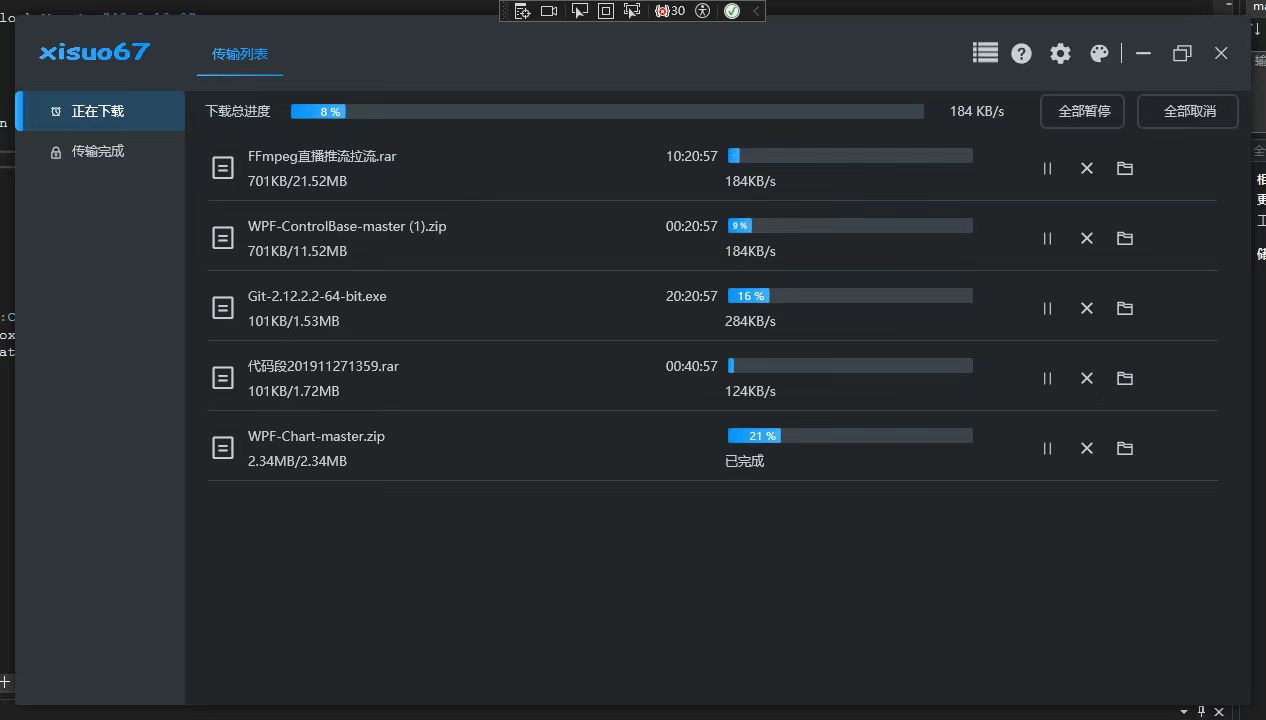 30
xisuo67
传输列表
正在下载
传输完成
下载总进度
8 %
184 KB/s
全部暂停
全部取消
FFmpeg直播推流拉流.rar
10:20:57
701KB/21.52MB
184KB/s
WPF-ControlBase-master (1).zip
00:20:57
9 %
701KB/11.52MB
184KB/s
Git-2.12.2.2-64-bit.exe
20:20:57
16 %
101KB/1.53MB
284KB/s
代码段201911271359.rar
00:40:57
101KB/1.72MB
124KB/s
WPF-Chart-master.zip
21 %
2.34MB/2.34MB
已完成